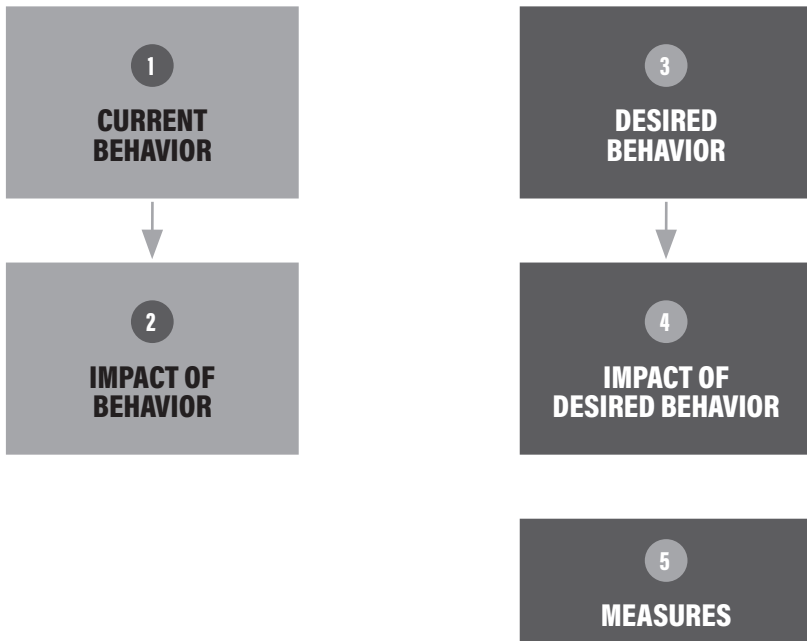 1
CURRENT
BEHAVIOR
2
IMPACT OF
BEHAVIOR
3
DESIRED
BEHAVIOR
4
IMPACT OF
DESIRED BEHAVIOR
5
MEASURES